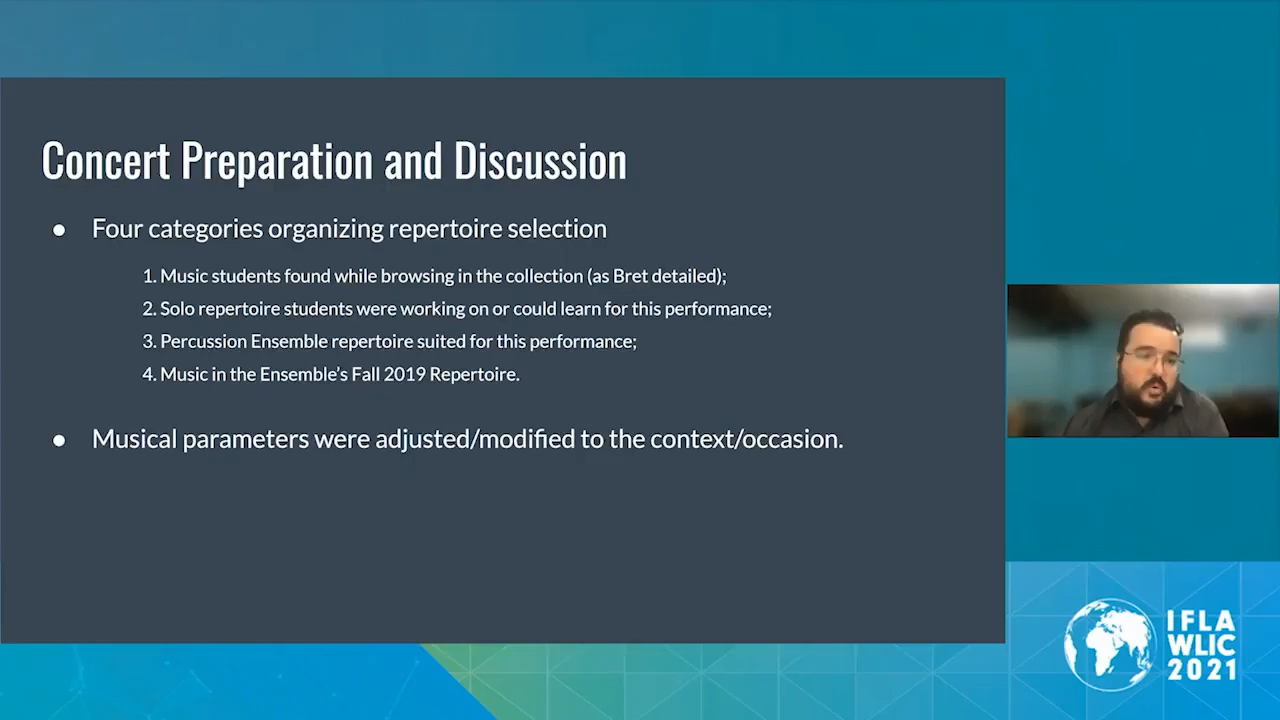 Concert Preparation and Discussion
● Four categories organizing repertoire selection
1. Music students found while browsing in the collection (as Bret detailed);
2. Solo repertoire students were working on or could learn for this performance;
3. Percussion Ensemble repertoire suited for this performance;
4. Music in the Ensemble’s Fall 2019 Repertoire.
● Musical parameters were adjusted/modified to the context/occasion.
IFLA
WLIC
2021